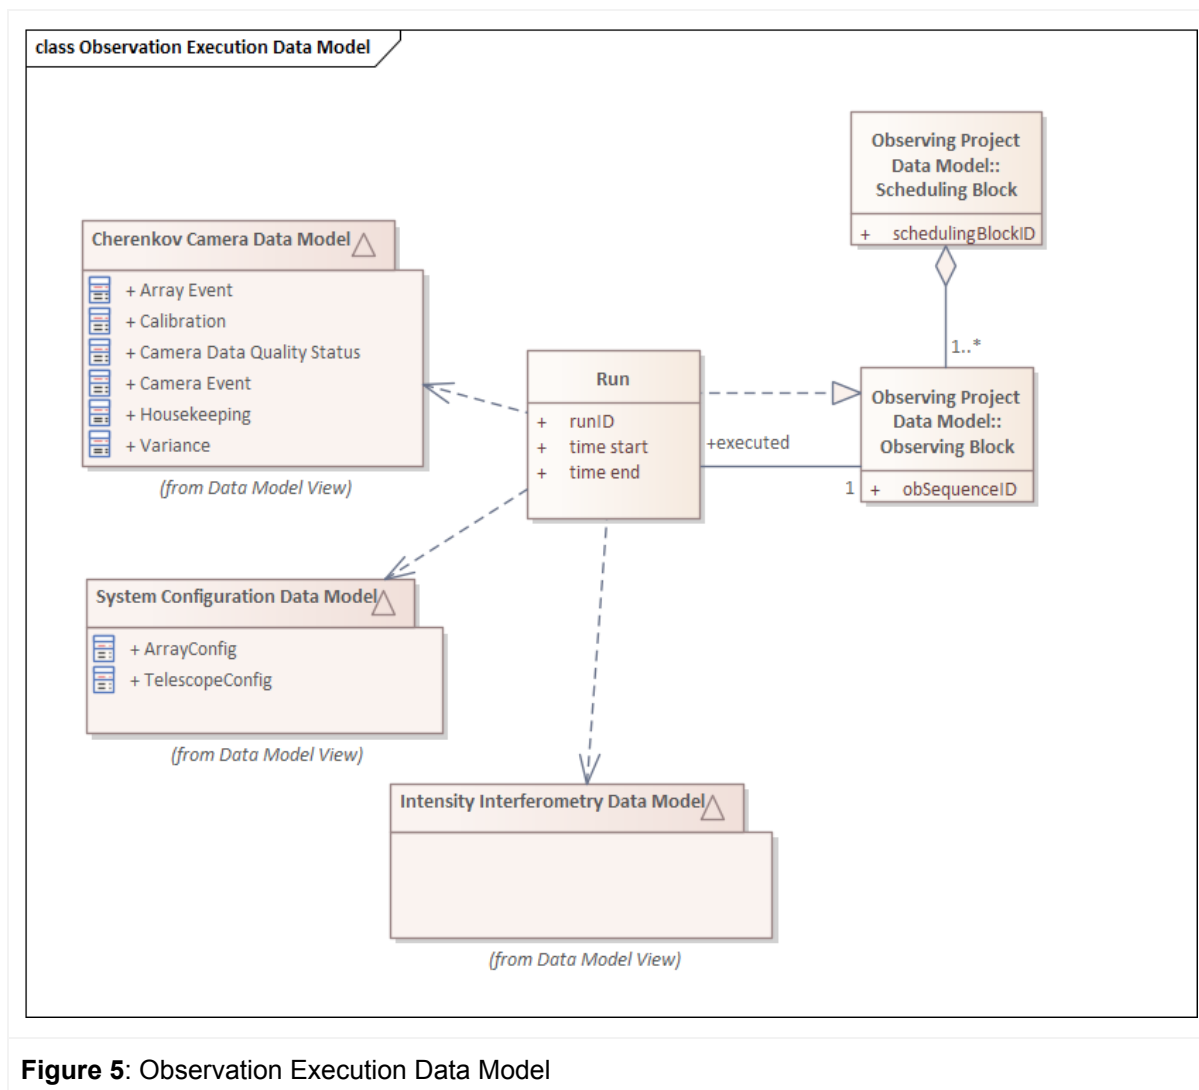 class Observation Execution Data Model
Observing Project
Data Model::
Scheduling Block
+ schedulingBlockID
Cherenkov Camera Data Model
+ Array Event
+ Calibration
+ Camera Data Quality Status
+ Camera Event
+ Housekeeping
+ Variance
(from Data Model View)
Run
+ runID
+ time start
+ time end
1..*
+executed
1
Observing Project
Data Model::
Observing Block
+ obSequenceID
System Configuration Data Model
+ ArrayConfig
+ TelescopeConfig
(from Data Model View)
Intensity Interferometry Data Model
(from Data Model View)
Figure 5: Observation Execution Data Model